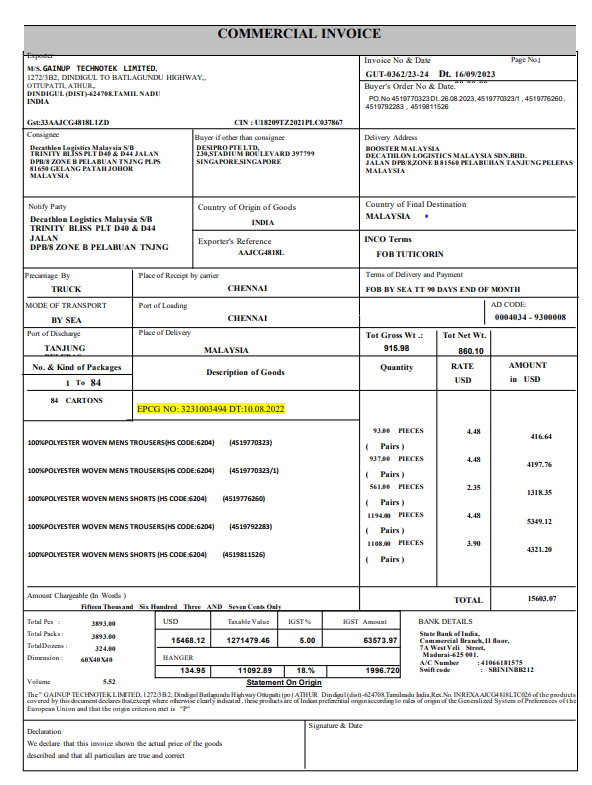 COMMERCIAL INVOICE
Exporter
M/S. GAINUP TECHNOTEK LIMITED,
1272/3B2, DINDIGUL TO BATLAGUNDU HIGHWAY,,
OTTUPATTI, ATHUR,,
DINDIGUL (DIST)-624708.TAMIL NADU
INDIA
Gst:33AAJCG4818L1ZD
CIN : U18209TZ2021PLC037867
Invoice No & Date
Page No.1
GUT-0362/23-24 Dt. 16/09/2023
Buyer's Order No & Date.
PO.No 4519770323Dt. 26.08.2023, 4519770323/1 , 4519776260 ,
4519792283 , 4519811526
Consignee
Decathlon Logistics Malaysia S/B
TRINITY BLISS PLT D40 & D44 JALAN
DPB/8 ZONE B PELABUAN TNJNG PLPS
81650 GELANG PATAH JOHOR
MALAYSIA
Buyer if other than consignee
DESIPRO PTE LTD,
230,STADIUM BOULEVARD 397799
SINGAPORE,SINGAPORE
Delivery Address
BOOSTER MALAYSIA
DECATHLON LOGISTICS MALAYSIA SDN.BHD.
JALAN DPB/8,ZONE B 81560 PELABUHAN TANJUNG PELEPAS
MALAYSIA
Notify Party
Decathlon Logistics Malaysia S/B
TRINITY BLISS PLT D40 & D44
JALAN
DPB/8 ZONE B PELABUAN TNJNG
Country of Origin of Goods
INDIA
Exporter's Reference
AAJCG4818L
Country of Final Destination
MALAYSIA
INCO Terms
FOB TUTICORIN
Precarriage By
TRUCK
Place of Receipt by carrier
CHENNAI
Terms of Delivery and Payment
FOB BY SEA TT 90 DAYS END OF MONTH
MODE OF TRANSPORT
BY SEA
Port of Loading
CHENNAI
AD CODE:
0004034 - 9300008
Port of Discharge
TANJUNG
Place of Delivery
MALAYSIA
Tot Gross Wt .:
915.98
Tot Net Wt.
860.10
No. & Kind of Packages
1 To 84
Description of Goods
Quantity
RATE
USD
AMOUNT
in USD
84 CARTONS
EPCG NO: 3231003494 DT:10.08.2022
100%POLYESTER WOVEN MENS TROUSERS(HS CODE:6204) (4519770323)
93.00 PIECES 4.48 416.64
( Pairs )
100%POLYESTER WOVEN MENS TROUSERS(HS CODE:6204) (4519770323/1)
937.00 PIECES 4.48 4197.76
( Pairs )
100%POLYESTER WOVEN MENS SHORTS (HS CODE:6204) (4519776260)
561.00 PIECES 2.35 1318.35
( Pairs )
100%POLYESTER WOVEN MENS TROUSERS(HS CODE:6204) (4519792283)
1194.00 PIECES 4.48 5349.12
( Pairs )
100%POLYESTER WOVEN MENS SHORTS (HS CODE:6204) (4519811526)
1108.00 PIECES 3.90 4321.20
( Pairs )
Amount Chargeable (In Words )
Fifteen Thousand Six Hundred Three AND Seven Cents Only
TOTAL 15603.07
Total Pcs : 3893.00
Total Packs : 3893.00
TotalDozens : 324.00
Dimension : 60X40X40
Volume 5.52
USD Taxable Value IGST% IGST Amount
15468.12 1271479.46 5.00 63573.97
HANGER
134.95 11092.89 18.% 1996.720
BANK DETAILS
State Bank of India,
Commercial Branch,II floor,
7A West Veli Street,
Madurai-625 001.
A/C Number : 41066181575
Swift code : SBININBB212
Statement On Origin
The " GAINUP TECHNOTEK LIMITED, 1272/3B2, Dindigul Batlagundu Highway Ottupatti (po) ATHUR Dindigul (dist)-624708.Tamilnadu India,Rex.No. INREXAAJCG4818LTC026 of the products
covered by this document declares that,except where otherwise clearly indicated, these products are of Indian preferential origin according to rules of origin of the Generalized System of Preferences of the
European Union and that the origin criterion met is "P"
Declaration
We declare that this invoice shown the actual price of the goods
described and that all particulars are true and correct
Signature & Date